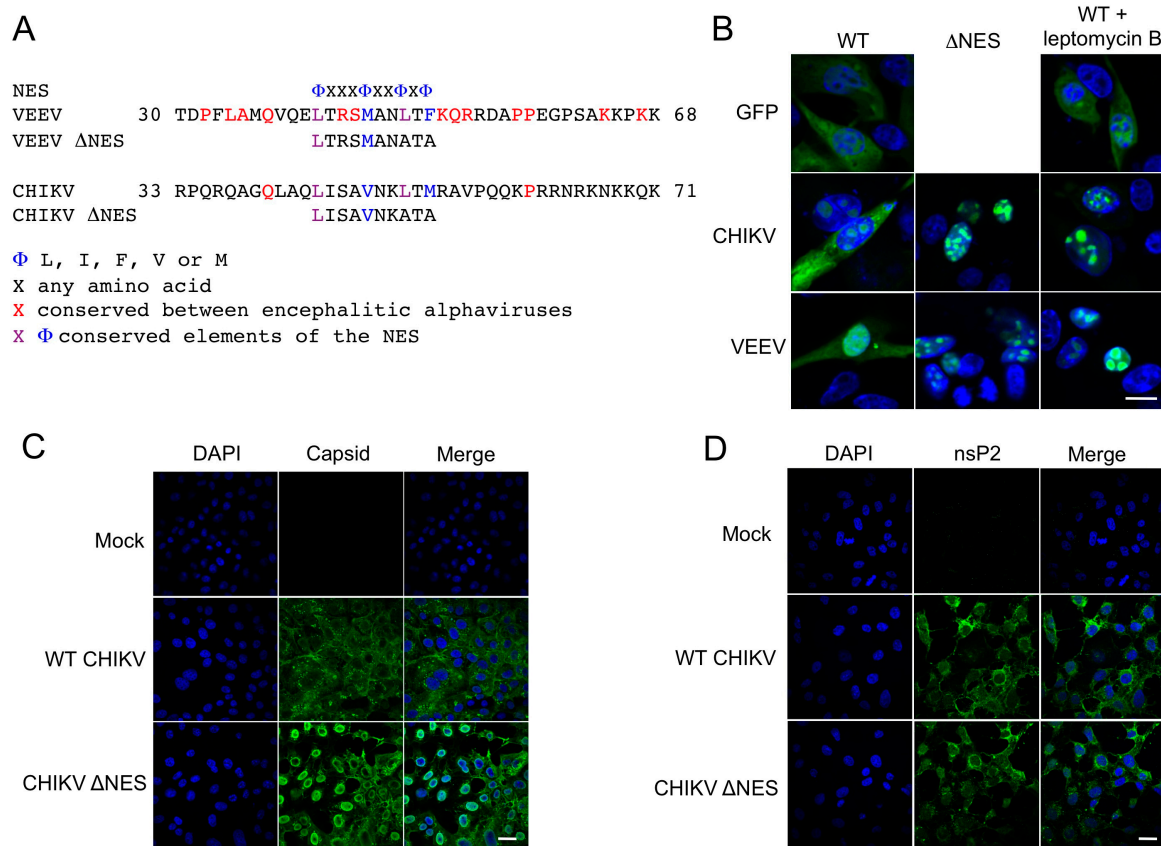 A
NES ΦXXXΦXXΦXΦ
VEEV 30 TDPFLAMQVQELTRSMANLTFKQRRDAPPEGPSAKKPKK 68
VEEV ΔNES LTRSMANATA
CHIKV 33 RPQRQAGQLAQLISAVNKLTMRAVPQQKPRRNRKNKKQK 71
CHIKV ΔNES LISAVNKATA
Φ L, I, F, V or M
X any amino acid
X conserved between encephalitic alphaviruses
X Φ conserved elements of the NES
B
WT ΔNES WT +
leptomycin B
GFP
CHIKV
VEEV
C
DAPI Capsid Merge
Mock
WT CHIKV
CHIKV ΔNES
D
DAPI nsP2 Merge
Mock
WT CHIKV
CHIKV ΔNES